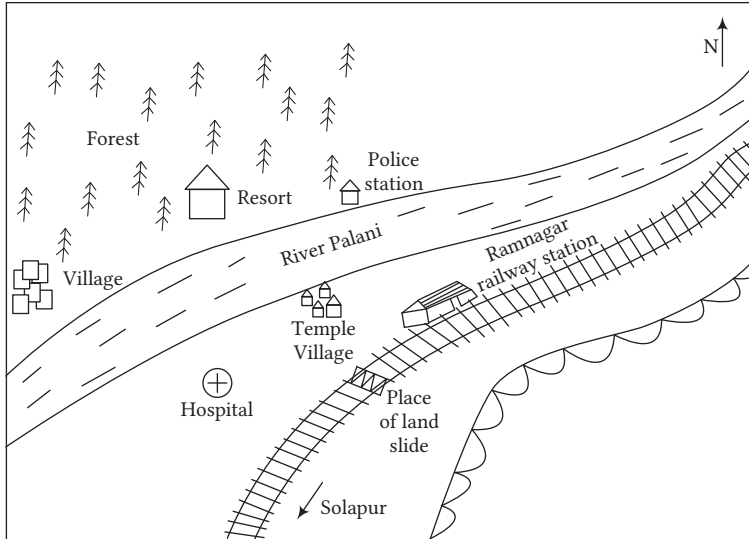 N
Forest
Police
station
Resort
River Palani
Ramnagar
railway station
Village
Temple
Village
Hospital
Place
of land
slide
Solapur